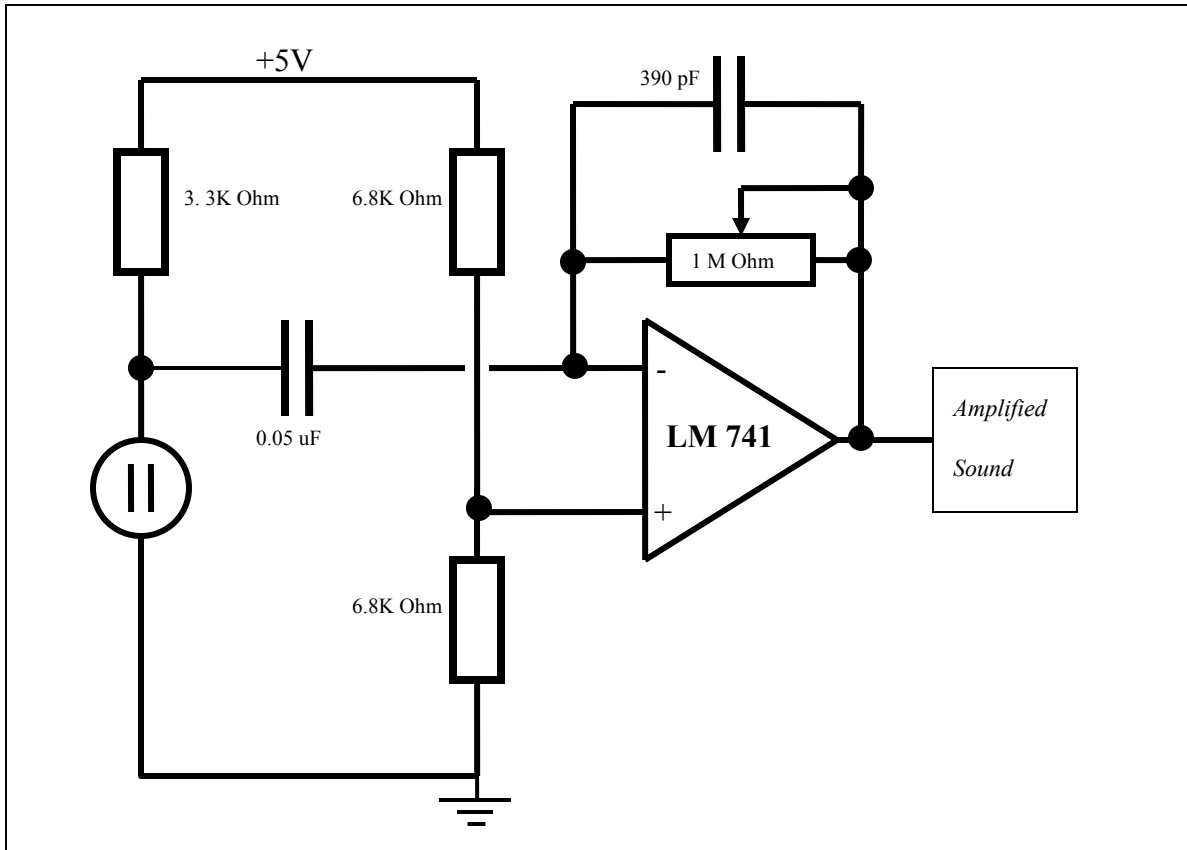 +5V
390 pF
3. 3K Ohm
6.8K Ohm
1 M Ohm
-
LM 741
Amplified
Sound
0.05 uF
+
6.8K Ohm